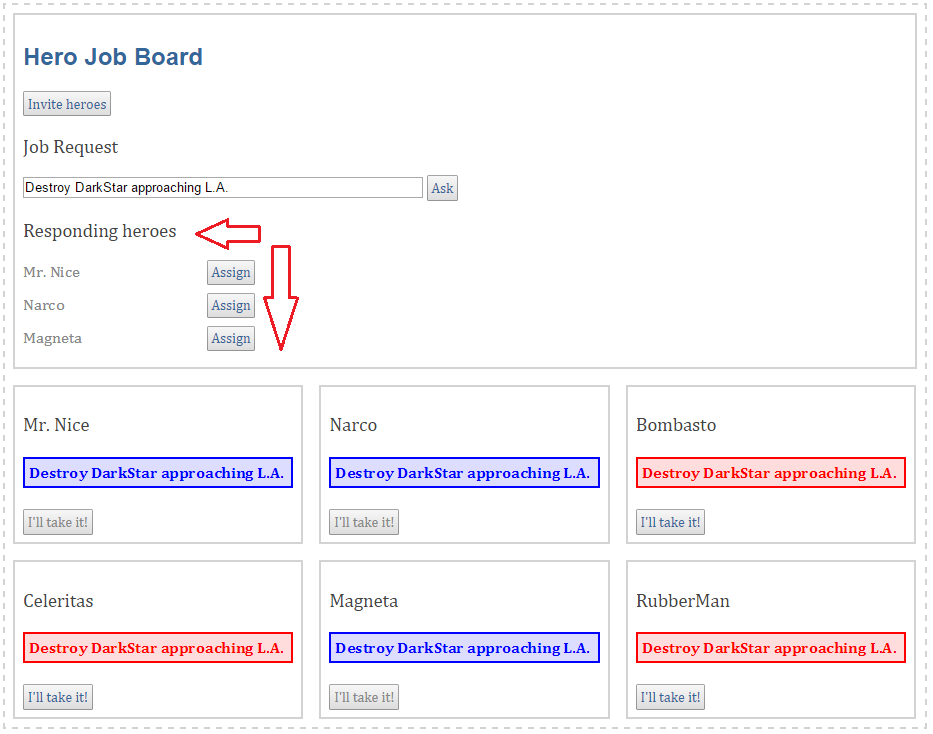 Hero Job Board
Invite heroes
Job Request
Destroy DarkStar approaching L.A. Ask
Responding heroes
Mr. Nice Assign
Narco Assign
Magneta Assign
Mr. Nice
Destroy DarkStar approaching L.A.
I'll take it!
Narco
Destroy DarkStar approaching L.A.
I'll take it!
Bombasto
Destroy DarkStar approaching L.A.
I'll take it!
Celeritas
Destroy DarkStar approaching L.A.
I'll take it!
Magneta
Destroy DarkStar approaching L.A.
I'll take it!
RubberMan
Destroy DarkStar approaching L.A.
I'll take it!